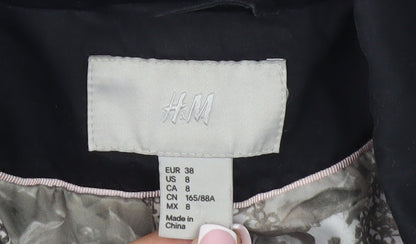 H&M
EUR 38
US 8
CA 8
CN 165/88A
MX 8
Made in
China